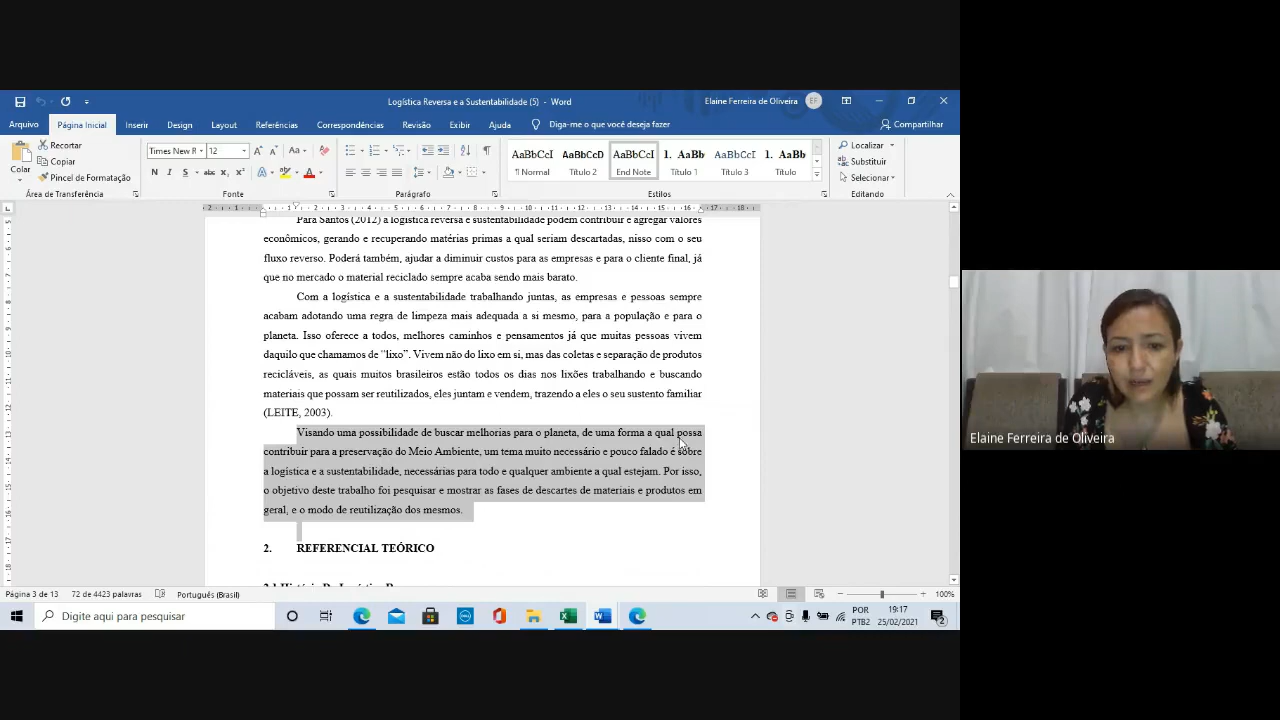 Logística Reversa e a Sustentabilidade (5) - Word
Elaine Ferreira de Oliveira
EF
Arquivo Página Inicial Inserir Design Layout Referências Correspondências Revisão Exibir Ajuda Diga-me o que você deseja fazer Compartilhar
Colar
Recortar
Copiar
Pincel de Formatação
Times New R 12
N I S abc x₂ x²
AaBbCcI AaBbCcD AaBbCcI 1. AaBb AaBbCcI 1. AaBb
¶ Normal Título 2 End Note Título 1 Título 3 Título
Localizar
Substituir
Selecionar
Área de Transferência Fonte Parágrafo Estilos Editando
Para Santos (2012) a logística reversa e sustentabilidade podem contribuir e agregar valores
econômicos, gerando e recuperando matérias primas a qual seriam descartadas, nisso com o seu
fluxo reverso. Poderá também, ajudar a diminuir custos para as empresas e para o cliente final, já
que no mercado o material reciclado sempre acaba sendo mais barato.
Com a logística e a sustentabilidade trabalhando juntas, as empresas e pessoas sempre
acabam adotando uma regra de limpeza mais adequada a si mesmo, para a população e para o
planeta. Isso oferece a todos, melhores caminhos e pensamentos já que muitas pessoas vivem
daquilo que chamamos de “lixo”. Vivem não do lixo em si, mas das coletas e separação de produtos
recicláveis, as quais muitos brasileiros estão todos os dias nos lixões trabalhando e buscando
materiais que possam ser reutilizados, eles juntam e vendem, trazendo a eles o seu sustento familiar
(LEITE, 2003).
Visando uma possibilidade de buscar melhorias para o planeta, de uma forma a qual possa
contribuir para a preservação do Meio Ambiente, um tema muito necessário e pouco falado é sobre
a logística e a sustentabilidade, necessárias para todo e qualquer ambiente a qual estejam. Por isso,
o objetivo deste trabalho foi pesquisar e mostrar as fases de descartes de materiais e produtos em
geral, e o modo de reutilização dos mesmos.
2. REFERENCIAL TEÓRICO
Elaine Ferreira de Oliveira
Página 3 de 13 72 de 4423 palavras Português (Brasil) 100%
Digite aqui para pesquisar
POR
PTB2
19:17
25/02/2021
2